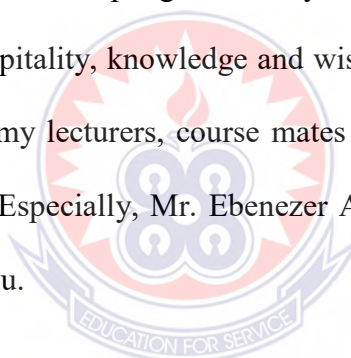 pitality, knowledge and wis
my lecturers, course mates
Especially, Mr. Ebenezer A
u.
EDUCATION FOR SERVICE